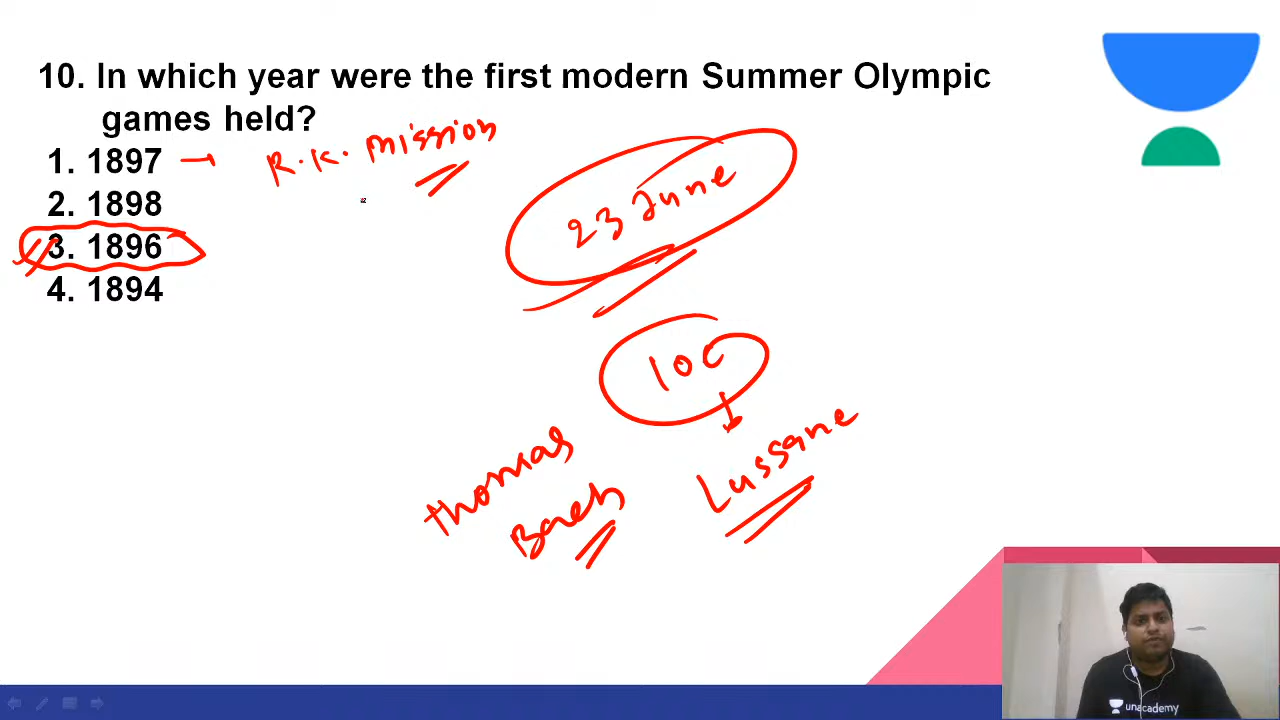 10. In which year were the first modern Summer Olympic
games held?
1. 1897 → R.K. Mission
2. 1898
3. 1896
4. 1894
23 June
IOC
Lussane
Thomas
Bach
unacademy